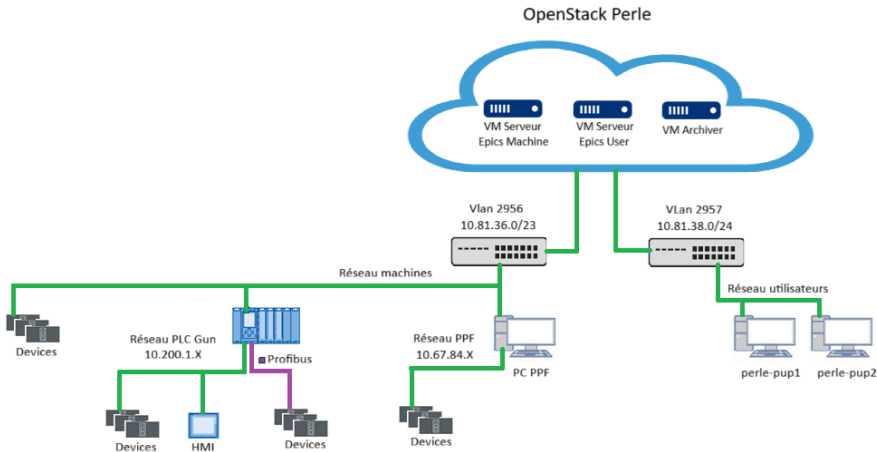 OpenStack Perle
VM Serveur
Epics Machine
VM Serveur
Epics User
VM Archiver
Vlan 2956
10.81.36.0/23
VLan 2957
10.81.38.0/24
Réseau machines
Réseau utilisateurs
Devices
Réseau PLC Gun
10.200.1.X
Profibus
Réseau PPF
10.67.84.X
PC PPF
perle-pup1
perle-pup2
Devices
HMI
Devices
Devices